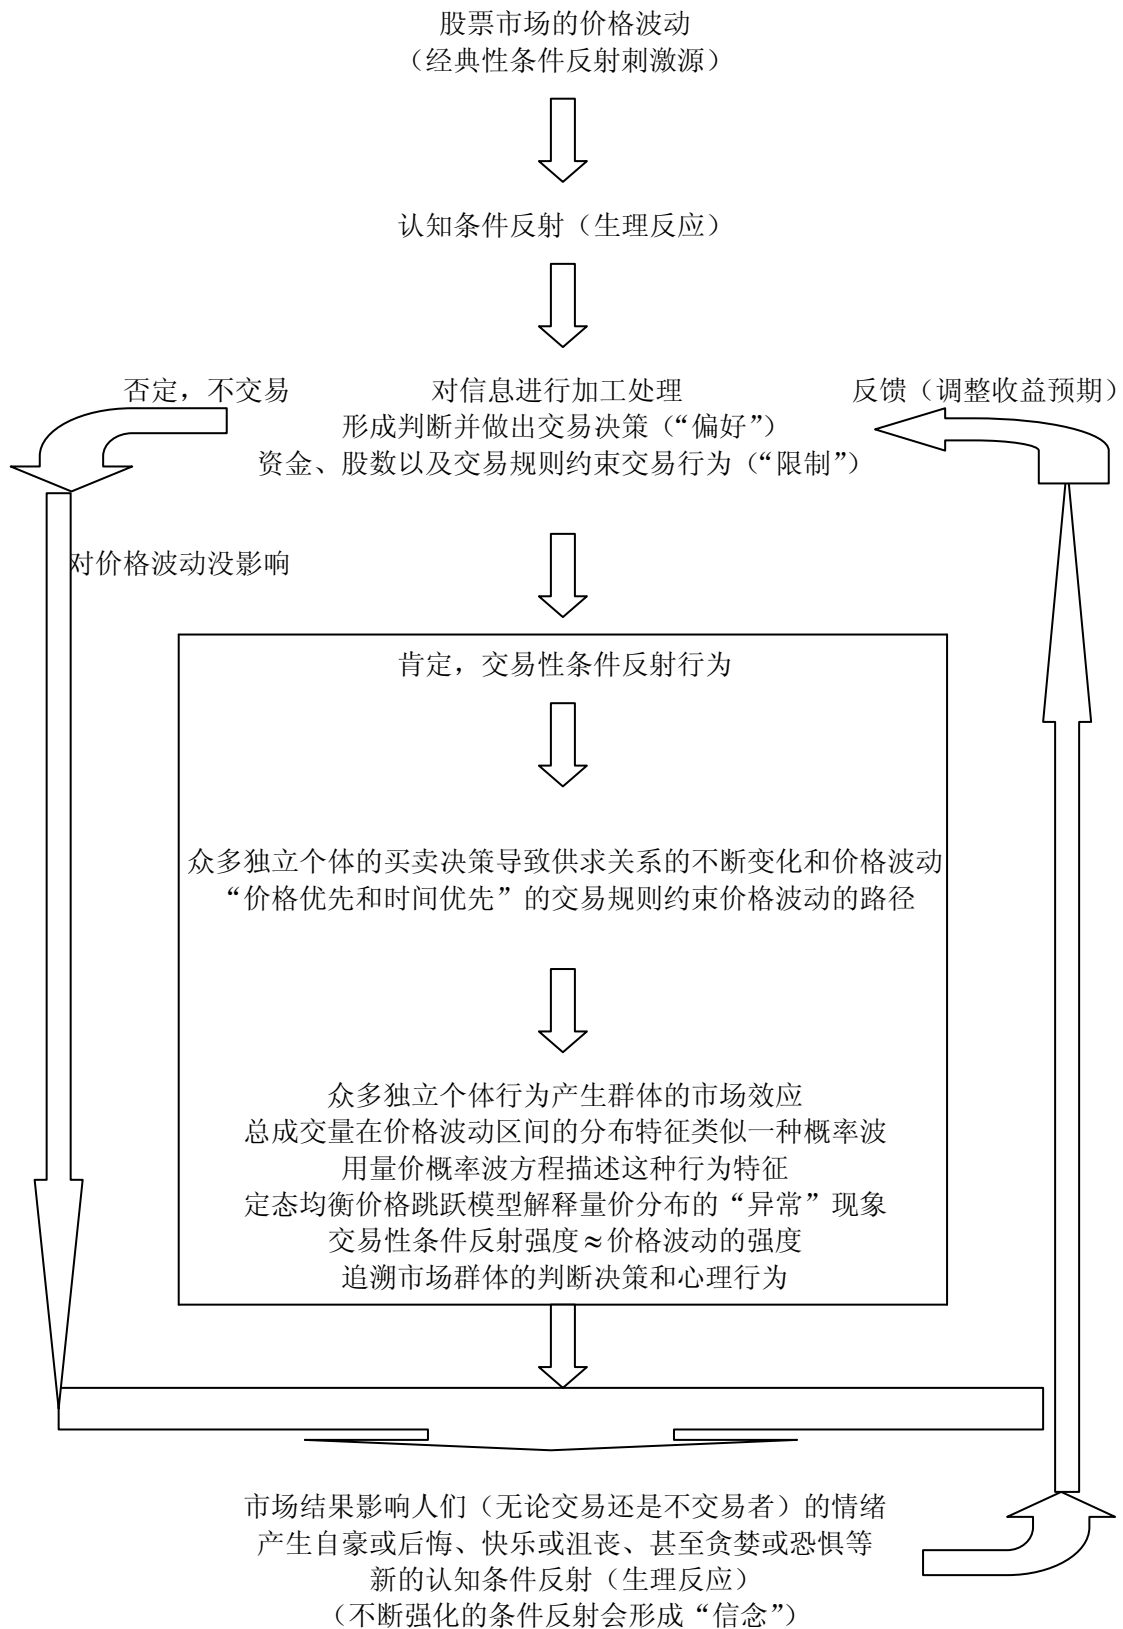 股票市场的价格波动
（经典性条件反射刺激源）
认知条件反射（生理反应）
否定，不交易
对信息进行加工处理
反馈（调整收益预期）
形成判断并做出交易决策（“偏好”）
资金、股数以及交易规则约束交易行为（“限制”）
对价格波动没影响
肯定，交易性条件反射行为
众多独立个体的买卖决策导致供求关系的不断变化和价格波动
“价格优先和时间优先”的交易规则约束价格波动的路径
众多独立个体行为产生群体的市场效应
总成交量在价格波动区间的分布特征类似一种概率波
用量价概率波方程描述这种行为特征
定态均衡价格跳跃模型解释量价分布的“异常”现象
交易性条件反射强度≈价格波动的强度
追溯市场群体的判断决策和心理行为
市场结果影响人们（无论交易还是不交易者）的情绪
产生自豪或后悔、快乐或沮丧、甚至贪婪或恐惧等
新的认知条件反射（生理反应）
（不断强化的条件反射会形成“信念”）